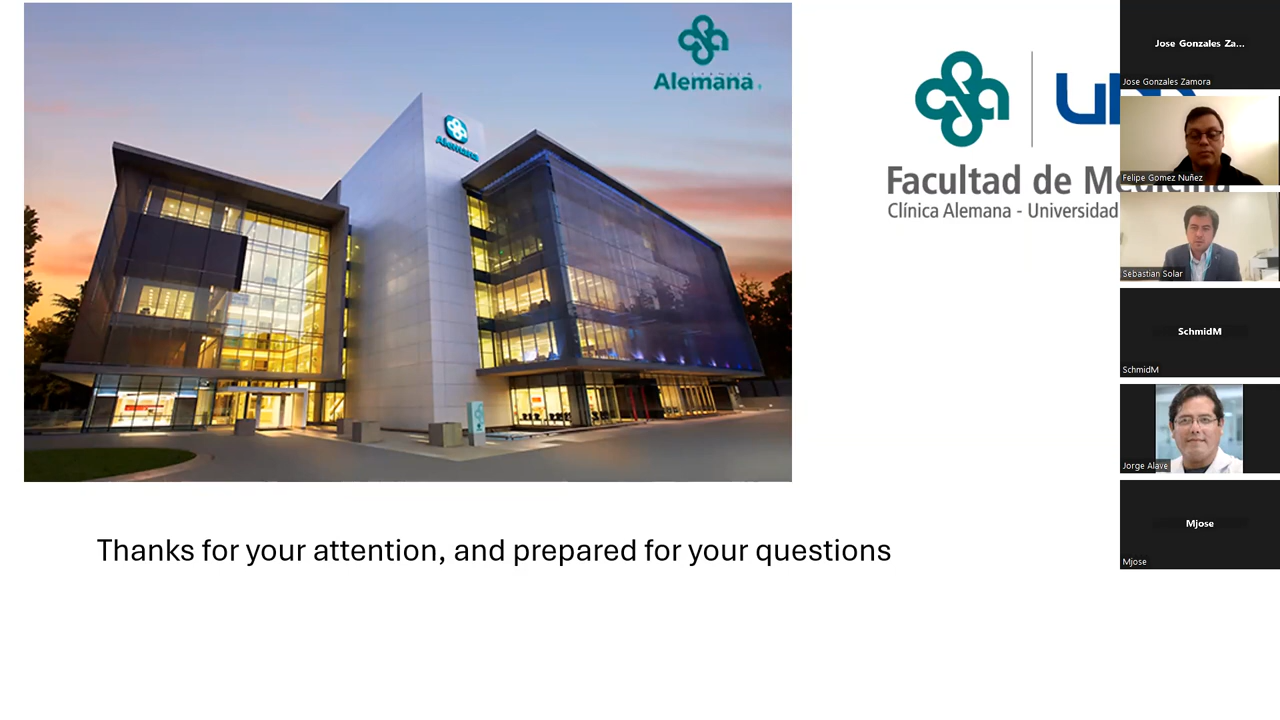 Alemana
Alemana
Facultad de Medicina
Clínica Alemana - Universidad
Thanks for your attention, and prepared for your questions
Jose Gonzales Za...
Jose Gonzales Zamora
Felipe Gomez Nuñez
Sebastian Solar
SchmidM
SchmidM
Jorge Alave
Mjose
Mjose